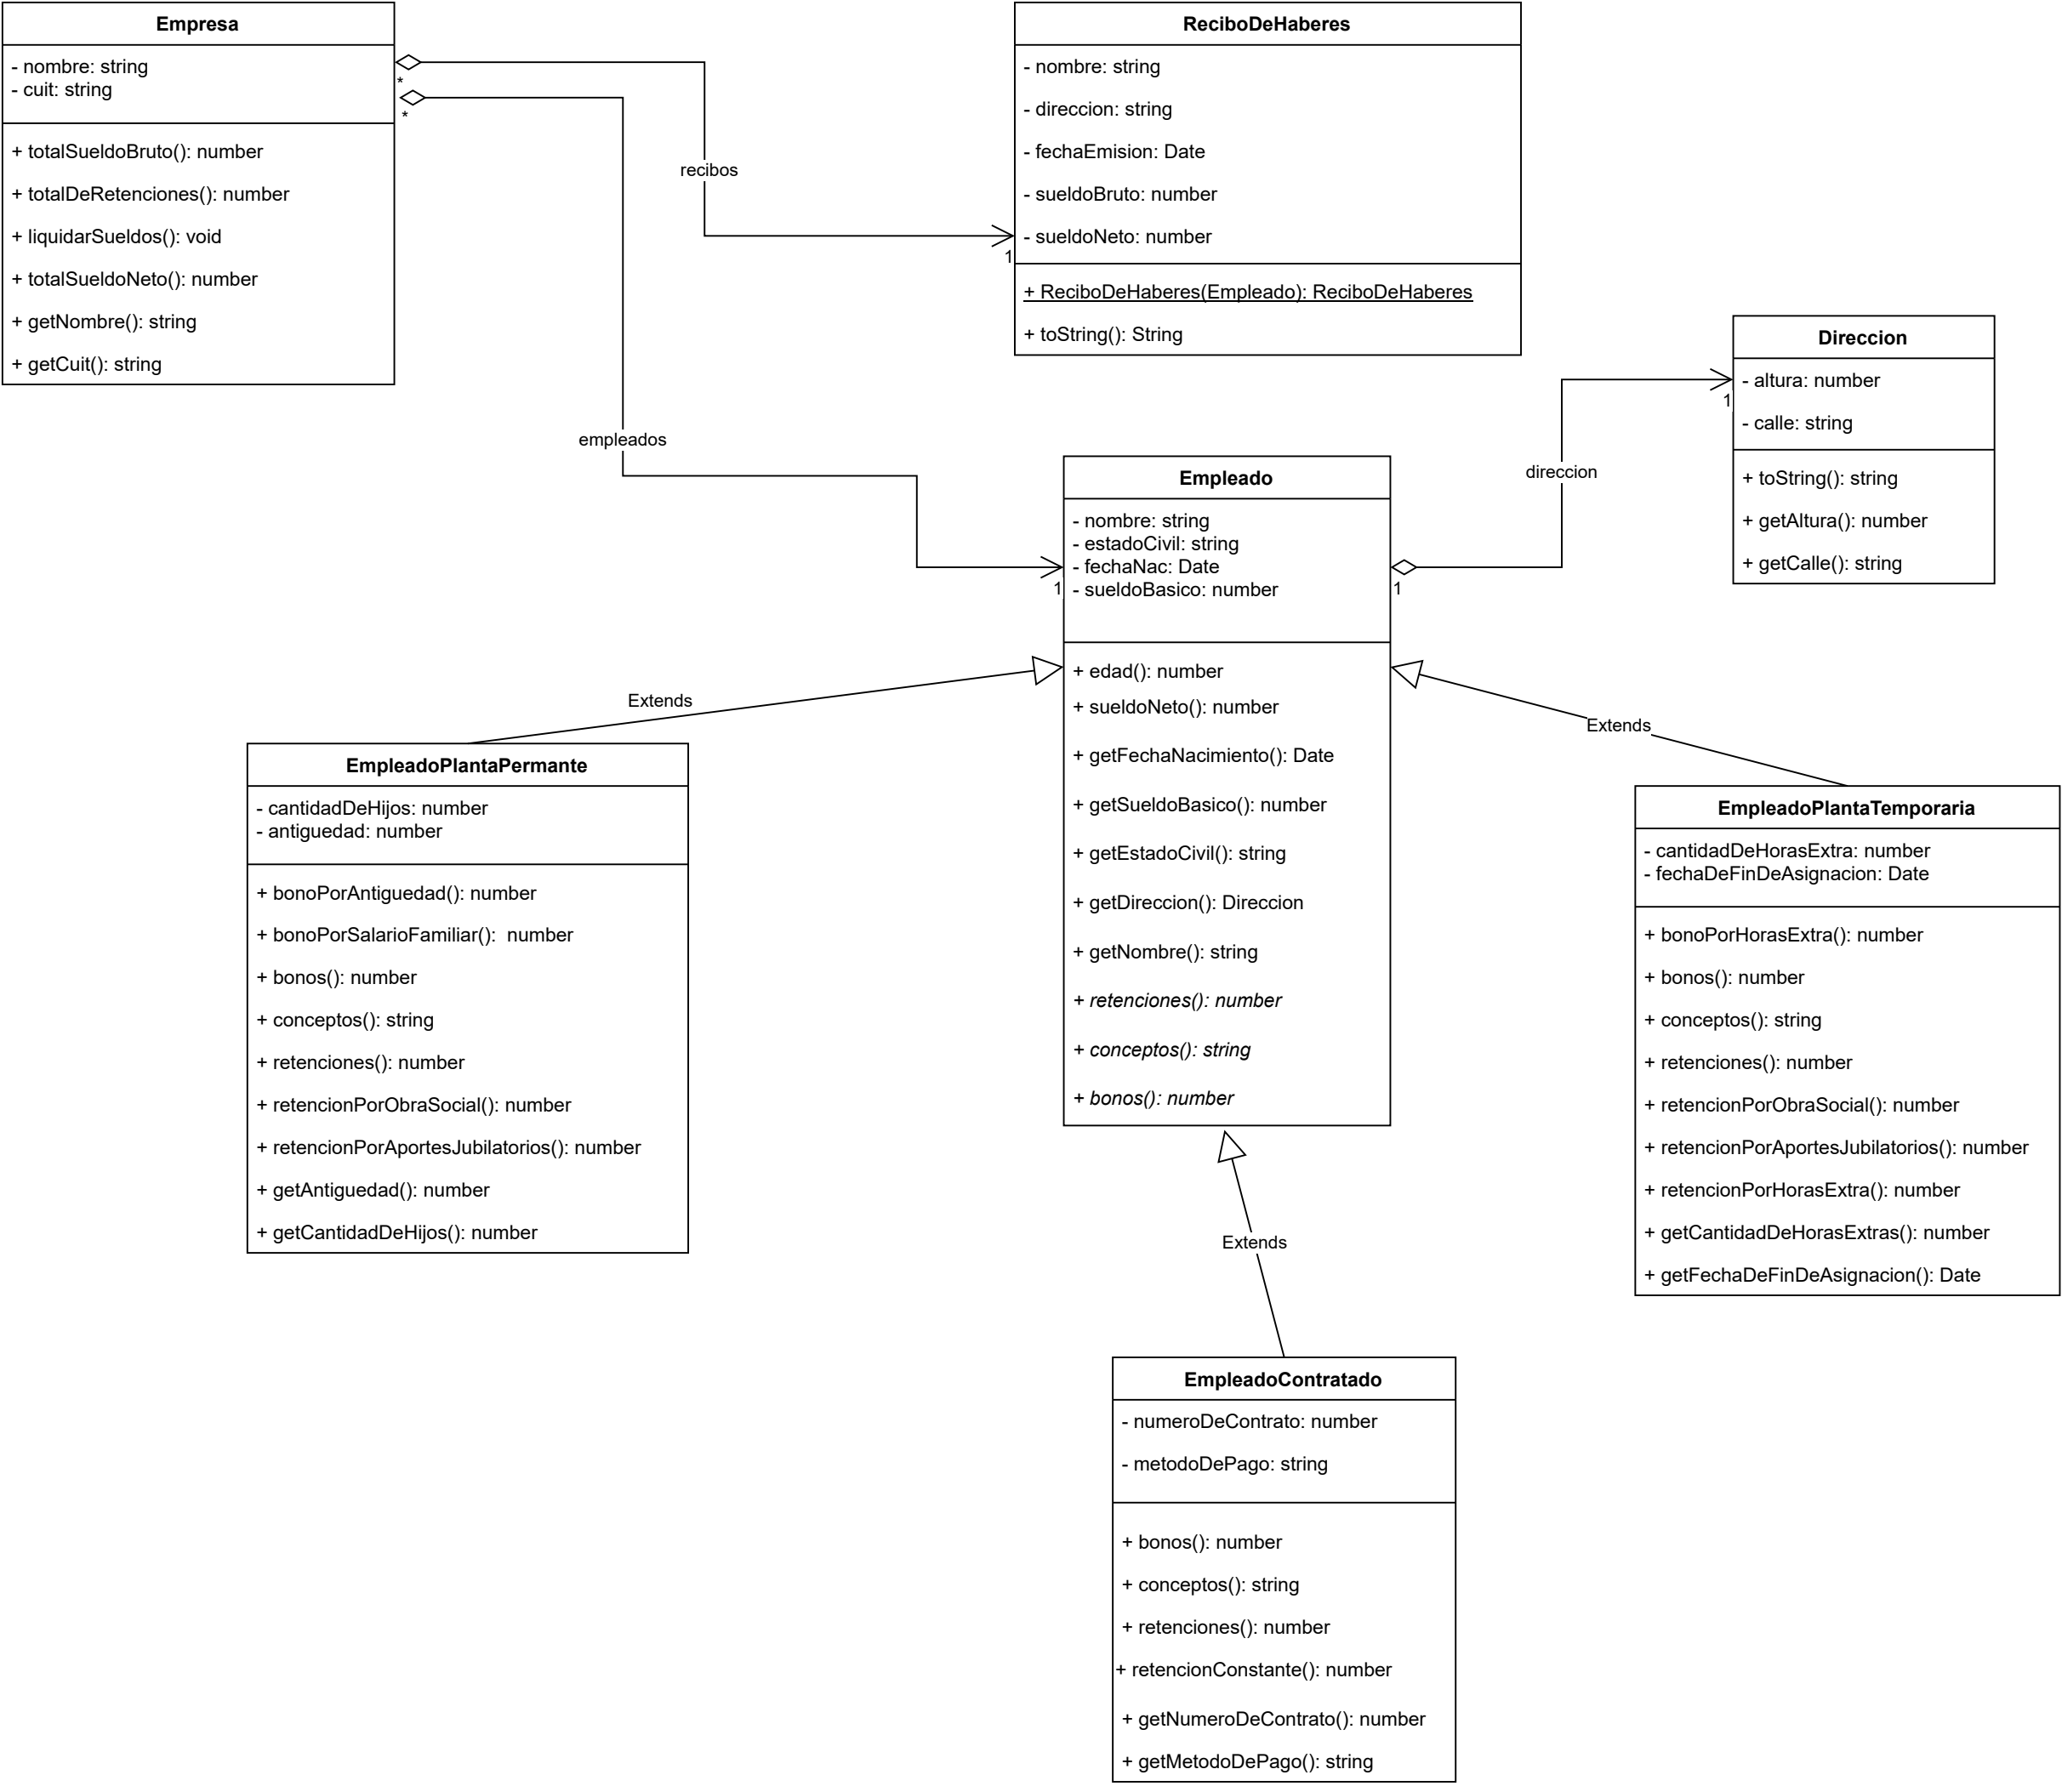 Empresa
- nombre: string
- cuit: string
+ totalSueldoBruto(): number
+ totalDeRetenciones(): number
+ liquidarSueldos(): void
+ totalSueldoNeto(): number
+ getNombre(): string
+ getCuit(): string
*
*
recibos
empleados
ReciboDeHaberes
- nombre: string
- direccion: string
- fechaEmision: Date
- sueldoBruto: number
- sueldoNeto: number
1
+ ReciboDeHaberes(Empleado): ReciboDeHaberes
+ toString(): String
Direccion
- altura: number
1
- calle: string
+ toString(): string
+ getAltura(): number
+ getCalle(): string
direccion
Empleado
- nombre: string
- estadoCivil: string
- fechaNac: Date
- sueldoBasico: number
1
1
+ edad(): number
+ sueldoNeto(): number
+ getFechaNacimiento(): Date
+ getSueldoBasico(): number
+ getEstadoCivil(): string
+ getDireccion(): Direccion
+ getNombre(): string
+ retenciones(): number
+ conceptos(): string
+ bonos(): number
Extends
Extends
Extends
EmpleadoPlantaPermante
- cantidadDeHijos: number
- antiguedad: number
+ bonoPorAntiguedad(): number
+ bonoPorSalarioFamiliar(): number
+ bonos(): number
+ conceptos(): string
+ retenciones(): number
+ retencionPorObraSocial(): number
+ retencionPorAportesJubilatorios(): number
+ getAntiguedad(): number
+ getCantidadDeHijos(): number
EmpleadoPlantaTemporaria
- cantidadDeHorasExtra: number
- fechaDeFinDeAsignacion: Date
+ bonoPorHorasExtra(): number
+ bonos(): number
+ conceptos(): string
+ retenciones(): number
+ retencionPorObraSocial(): number
+ retencionPorAportesJubilatorios(): number
+ retencionPorHorasExtra(): number
+ getCantidadDeHorasExtras(): number
+ getFechaDeFinDeAsignacion(): Date
EmpleadoContratado
- numeroDeContrato: number
- metodoDePago: string
+ bonos(): number
+ conceptos(): string
+ retenciones(): number
+ retencionConstante(): number
+ getNumeroDeContrato(): number
+ getMetodoDePago(): string